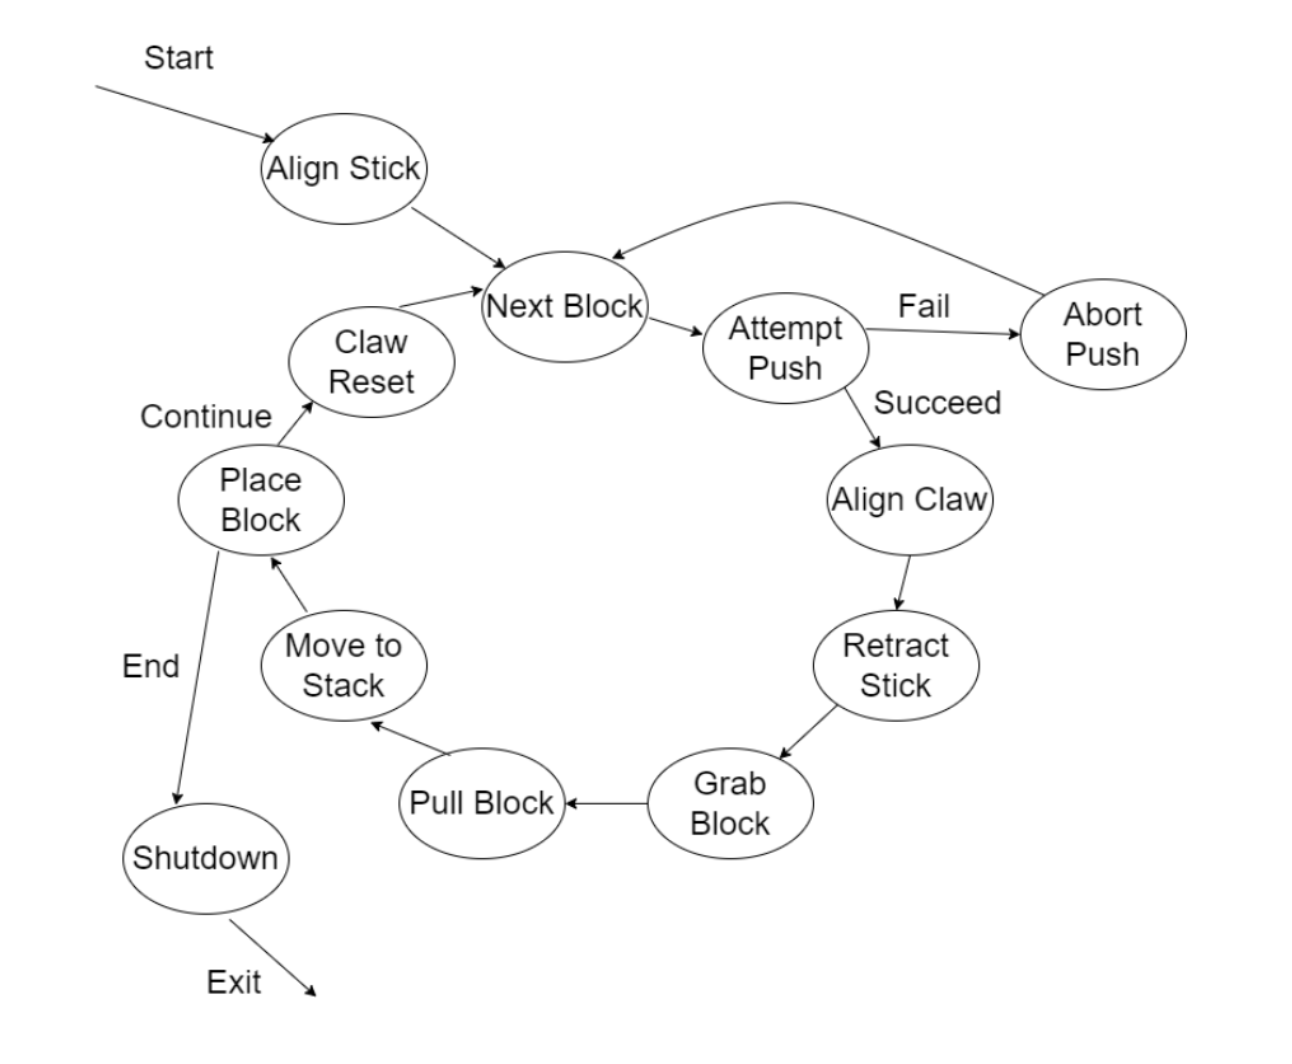 Start
Align Stick
Next Block
Attempt
Push
Fail
Abort
Push
Succeed
Align Claw
Retract
Stick
Grab
Block
Pull Block
Move to
Stack
Place
Block
Continue
Claw
Reset
End
Shutdown
Exit